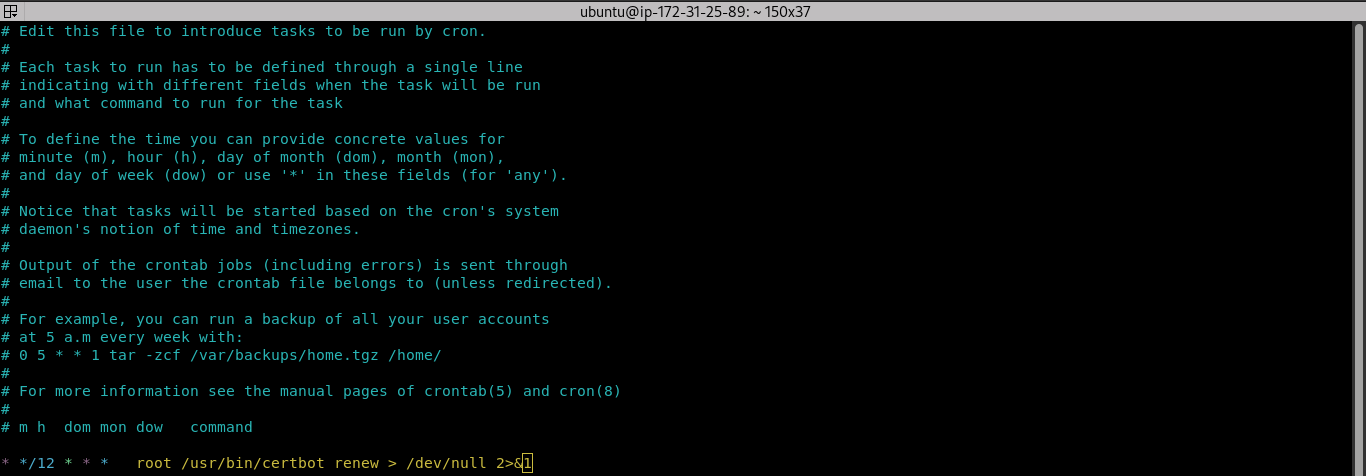 ubuntu@ip-172-31-25-89: ~ 150x37
# Edit this file to introduce tasks to be run by cron.
#
# Each task to run has to be defined through a single line
# indicating with different fields when the task will be run
# and what command to run for the task
#
# To define the time you can provide concrete values for
# minute (m), hour (h), day of month (dom), month (mon),
# and day of week (dow) or use '*' in these fields (for 'any').
#
# Notice that tasks will be started based on the cron's system
# daemon's notion of time and timezones.
#
# Output of the crontab jobs (including errors) is sent through
# email to the user the crontab file belongs to (unless redirected).
#
# For example, you can run a backup of all your user accounts
# at 5 a.m every week with:
# 0 5 * * 1 tar -zcf /var/backups/home.tgz /home/
#
# For more information see the manual pages of crontab(5) and cron(8)
#
# m h  dom mon dow   command
* */12 * * *   root /usr/bin/certbot renew > /dev/null 2>&1